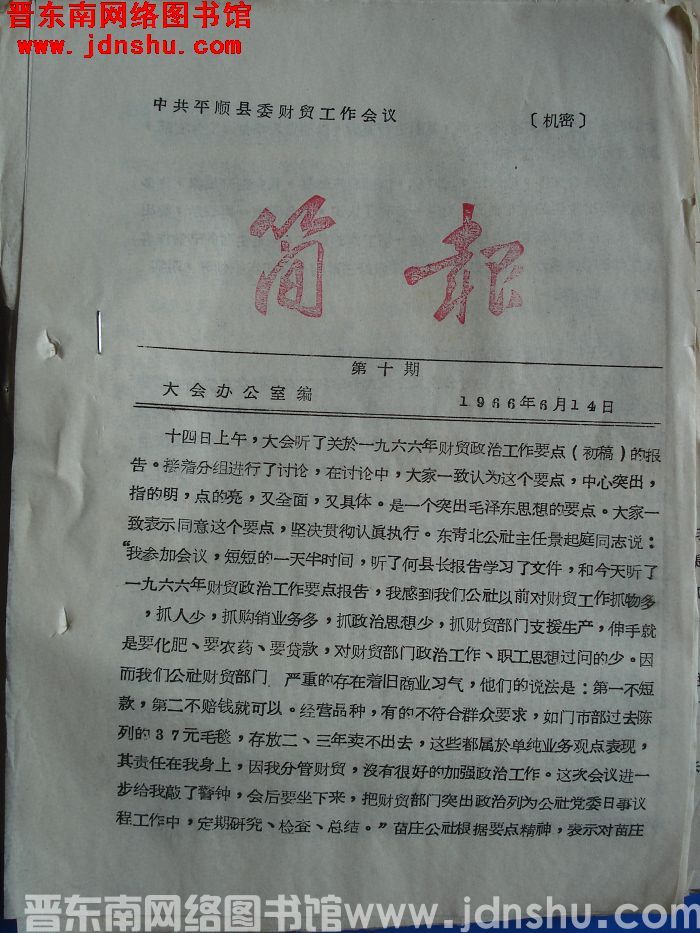 晋东南网络图书馆
www.jdnshu.com
中共平顺县委财贸工作会议 〔机密〕
简报
第十期
大会办公室编 1966年6月14日
十四日上午，大会听了关於一九六六年财贸政治工作要点（初稿）的报
告。接着分组进行了讨论，在讨论中，大家一致认为这个要点，中心突出，
指的明，点的亮，又全面，又具体。是一个突出毛泽东思想的要点。大家一
致表示同意这个要点，坚决贯彻认真执行。东青北公社主任景起庭同志说：
“我参加会议，短短的一天半时间，听了何县长报告学习了文件，和今天听了
一九六六年财贸政治工作要点报告，我感到我们公社以前对财贸工作抓物多
，抓人少，抓购销业务多，抓政治思想少，抓财贸部门支援生产，伸手就
是要化肥、要农药、要贷款，对财贸部门政治工作、职工思想过问的少。因
而我们公社财贸部门 严重的存在着旧商业习气，他们的说法是：第一不短
款，第二不赔钱就可以。经营品种，有的不符合群众要求，如门市部过去陈
列的37元毛毯，存放二、三年卖不出去，这些都属於单纯业务观点表现，
其责任在我身上，因我分管财贸，沒有很好的加强政治工作。这次会议进一
步给我敲了警钟，会后要坐下来，把财贸部门突出政治列为公社党委日事议
程工作中，定期研究、检查、总结。”苗庄公社根据要点精神，表示对苗庄
晋东南网络图书馆www.jdnshu.com